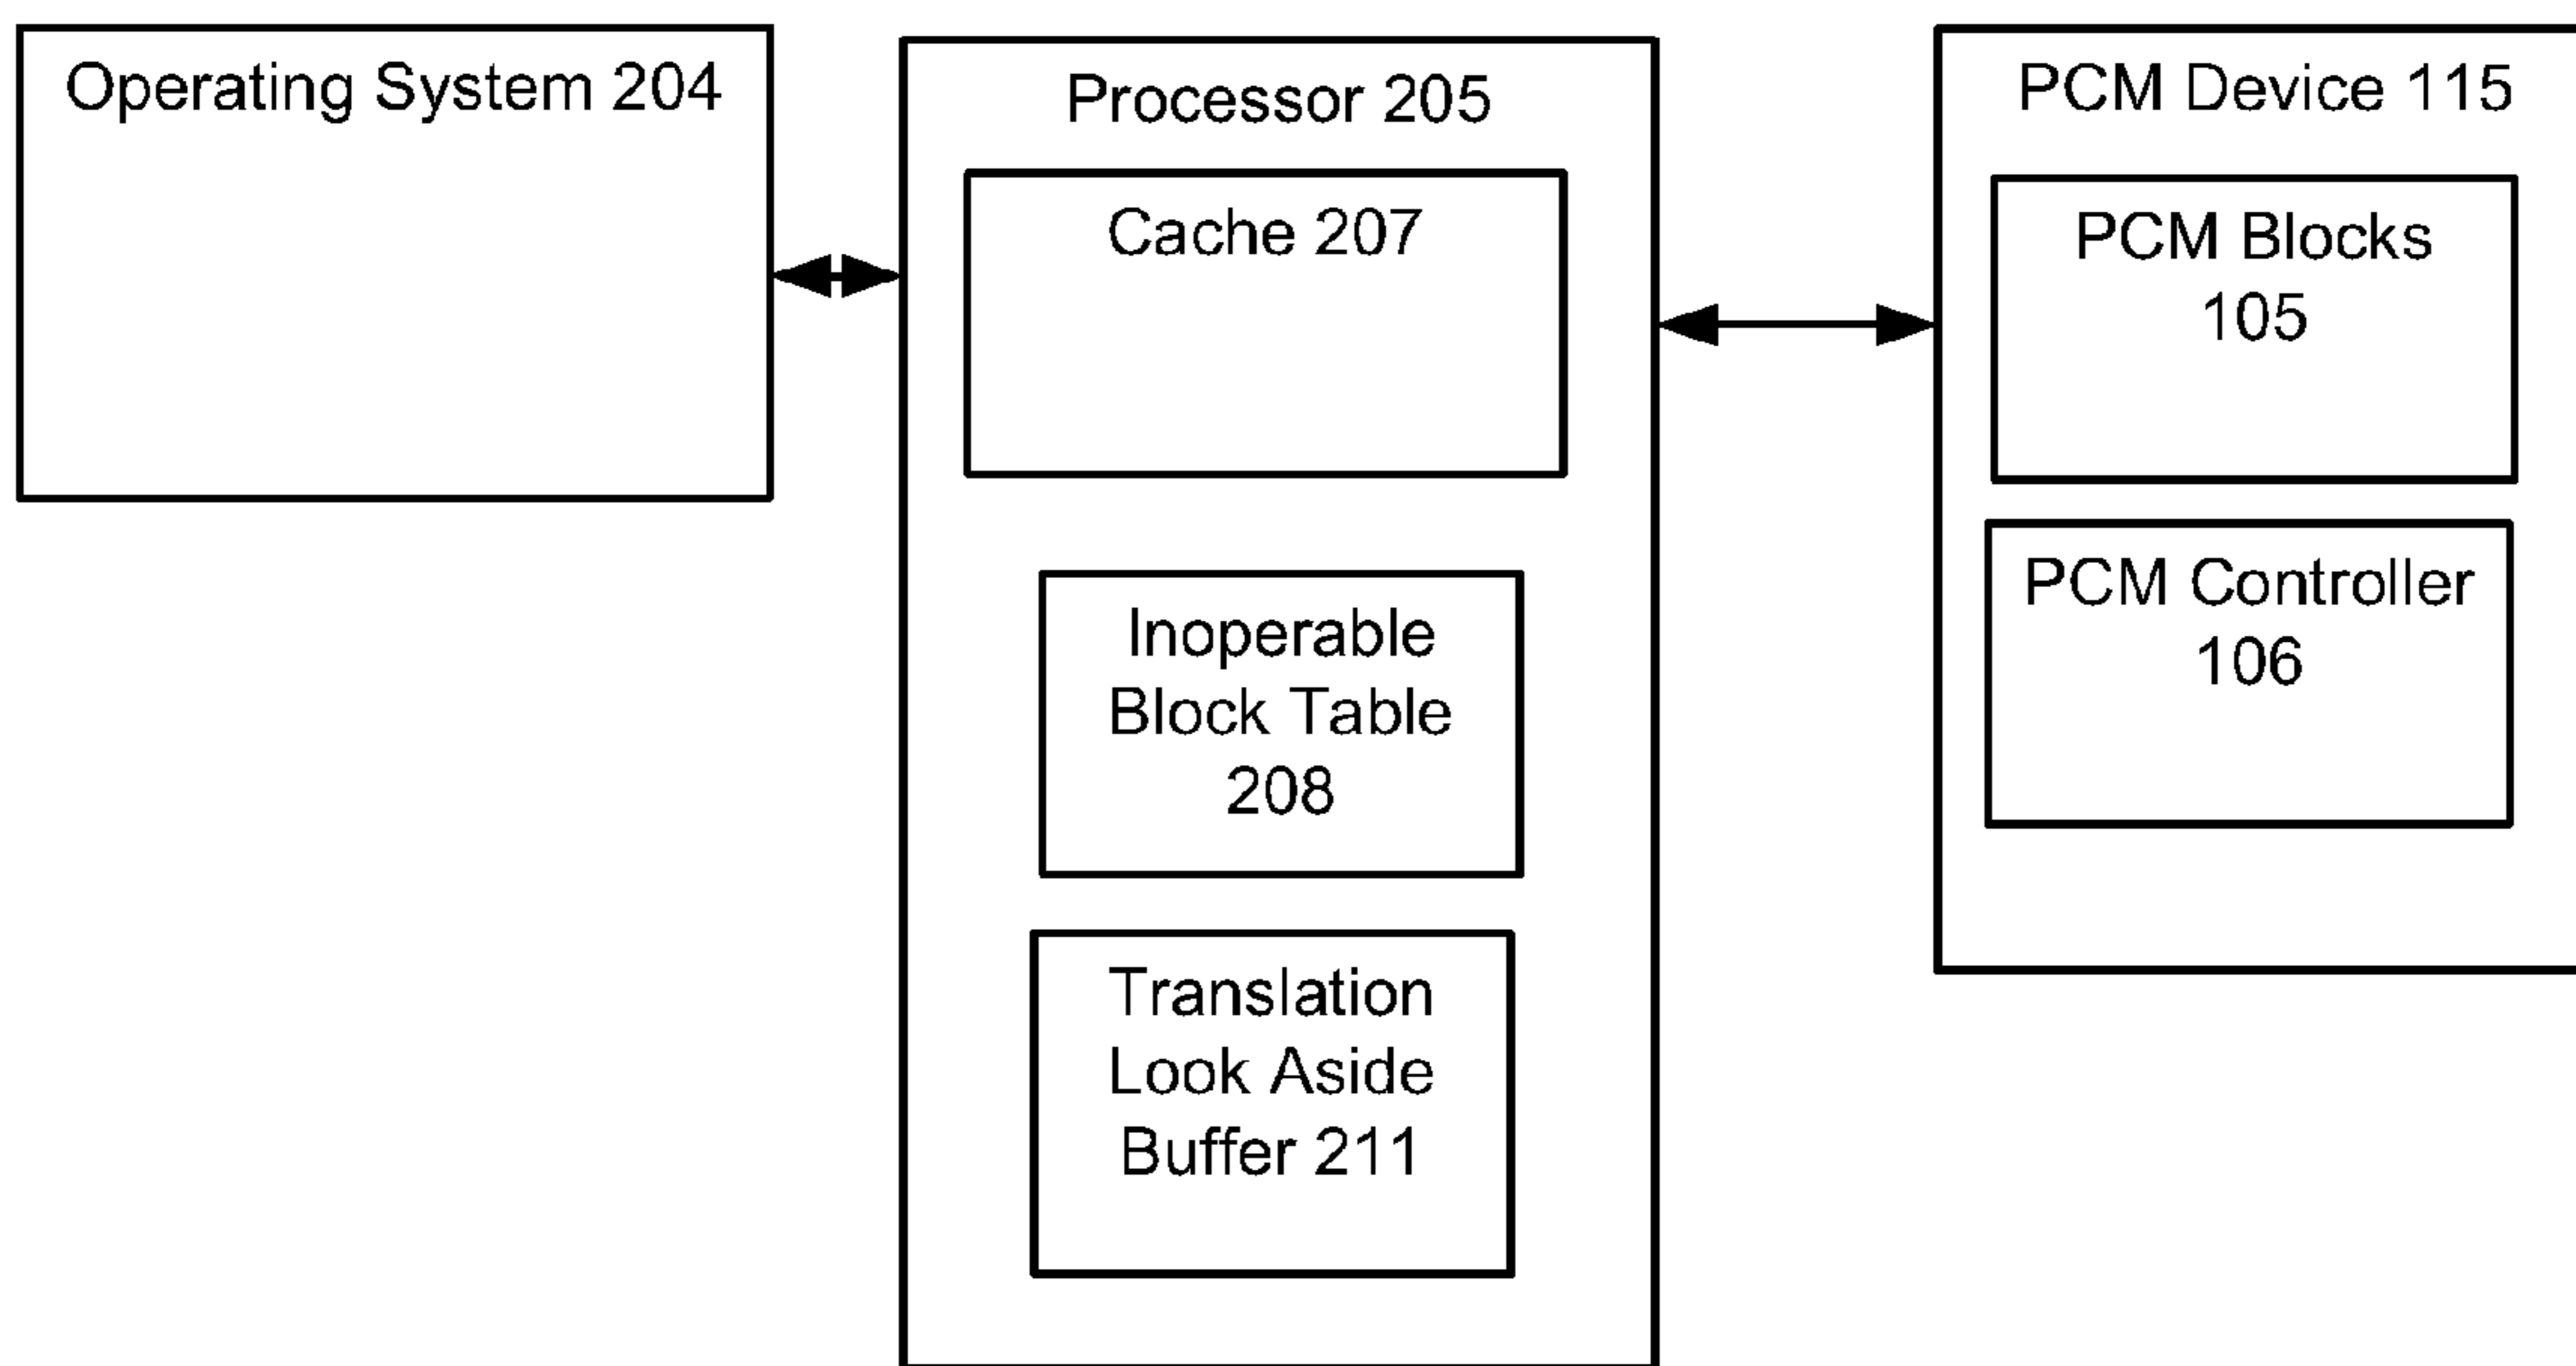 Operating System 204
Processor 205
Cache 207
Inoperable
Block Table
208
Translation
Look Aside
Buffer 211
PCM Device 115
PCM Blocks
105
PCM Controller
106